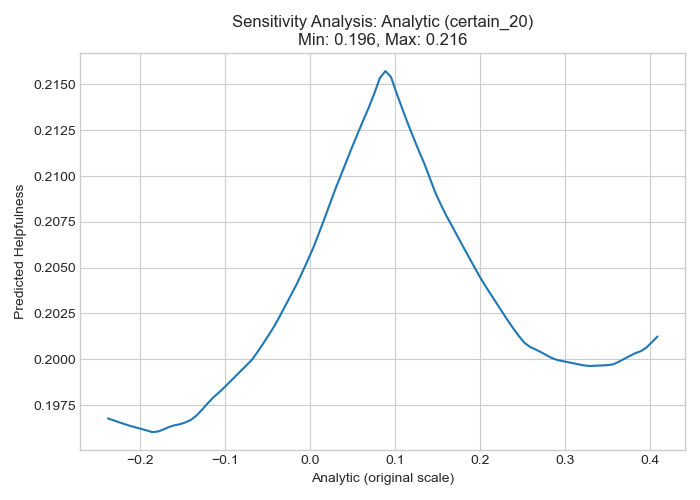 Sensitivity Analysis: Analytic (certain_20)
Min: 0.196, Max: 0.216
0.2150
0.2125
0.2100
0.2075
0.2050
0.2025
0.2000
0.1975
Predicted Helpfulness
−0.2 −0.1 0.0 0.1 0.2 0.3 0.4
Analytic (original scale)